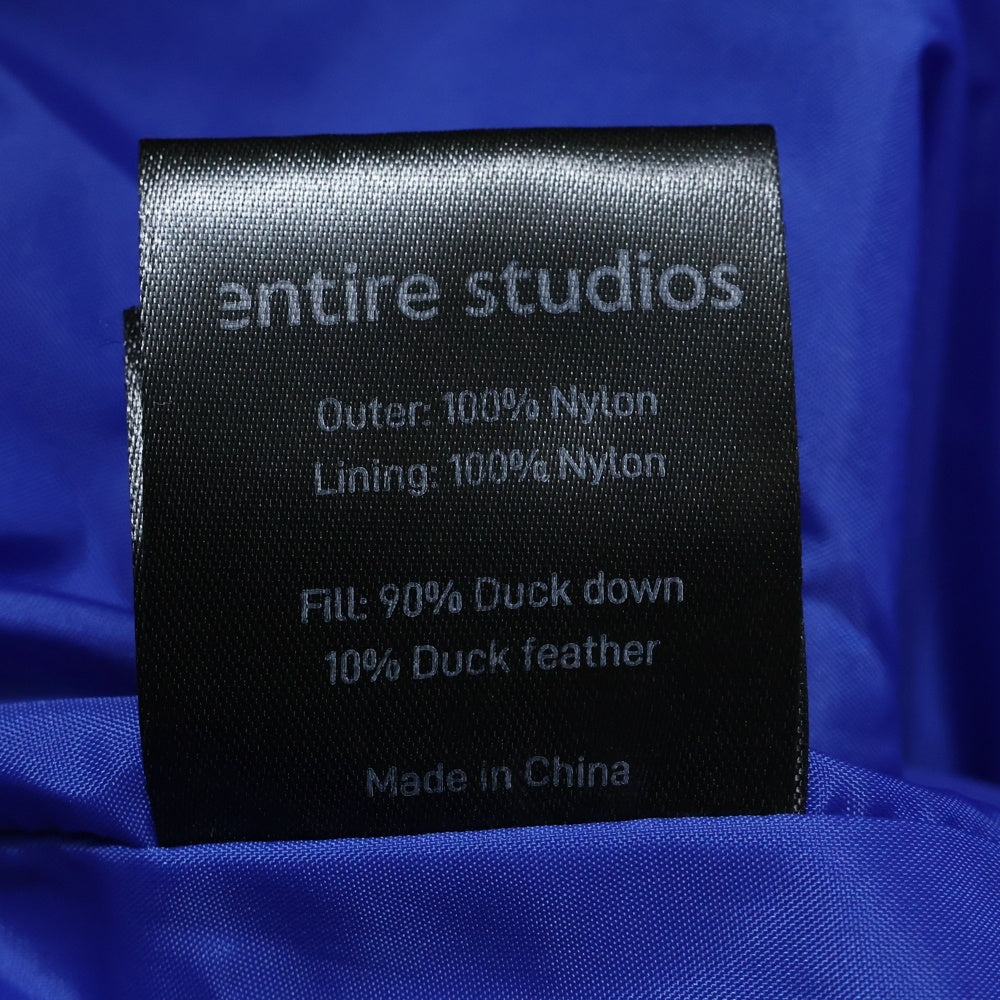 entire studios
Outer: 100% Nylon
Lining: 100% Nylon
Fill: 90% Duck down
10% Duck feather
Made in China